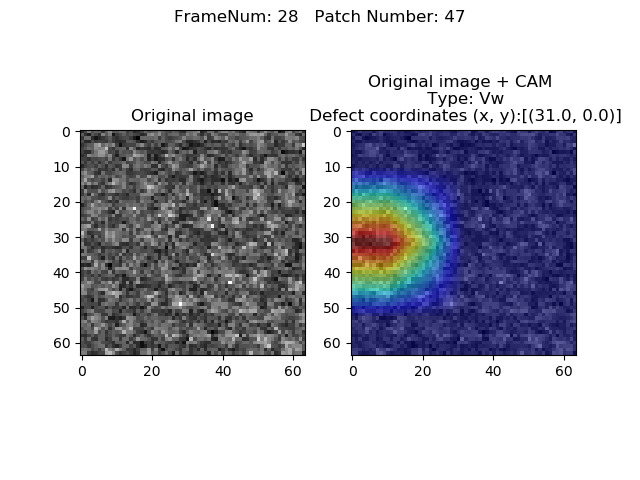 FrameNum: 28   Patch Number: 47
Original image
Original image + CAM
Type: Vw
Defect coordinates (x, y):[(31.0, 0.0)]
0
10
20
30
40
50
60
0 20 40 60
0
10
20
30
40
50
60
0 20 40 60